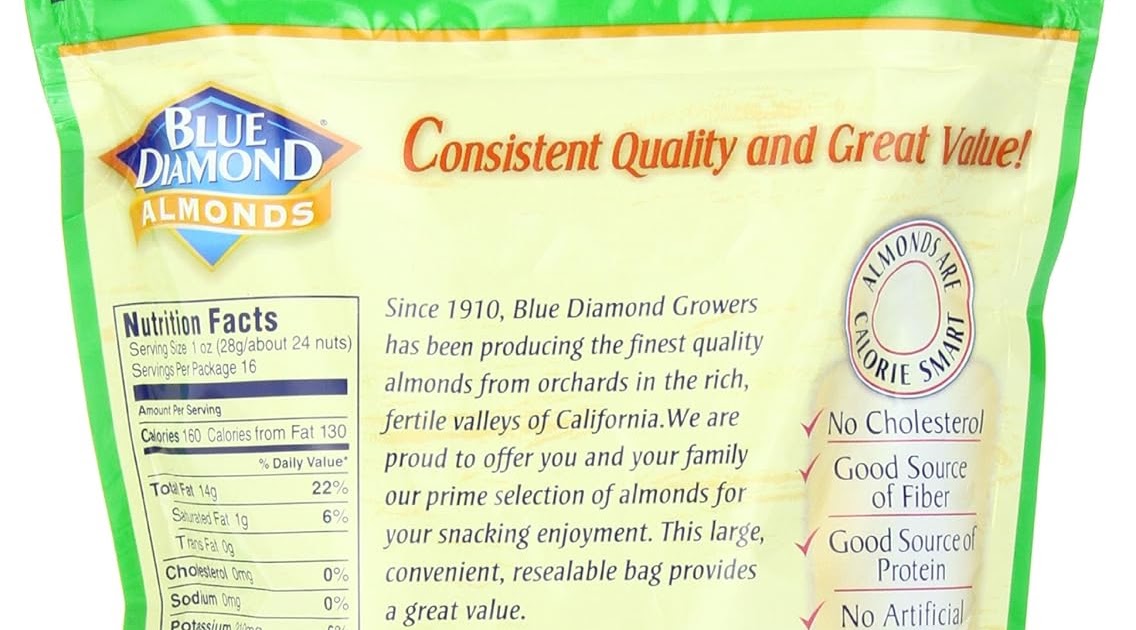 BLUE
DIAMOND
ALMONDS
®
Consistent Quality and Great Value!
Nutrition Facts
Serving Size 1 oz (28g/about 24 nuts)
Servings Per Package 16
Amount Per Serving
Calories 160 Calories from Fat 130
% Daily Value*
Total Fat 14g 22%
Saturated Fat 1g 6%
Trans Fat 0g
Cholesterol 0mg 0%
Sodium 0mg 0%
Potassium
Since 1910, Blue Diamond Growers
has been producing the finest quality
almonds from orchards in the rich,
fertile valleys of California.We are
proud to offer you and your family
our prime selection of almonds for
your snacking enjoyment. This large,
convenient, resealable bag provides
a great value.
ALMONDS ARE
CALORIE SMART
No Cholesterol
Good Source
of Fiber
Good Source of
Protein
No Artificial